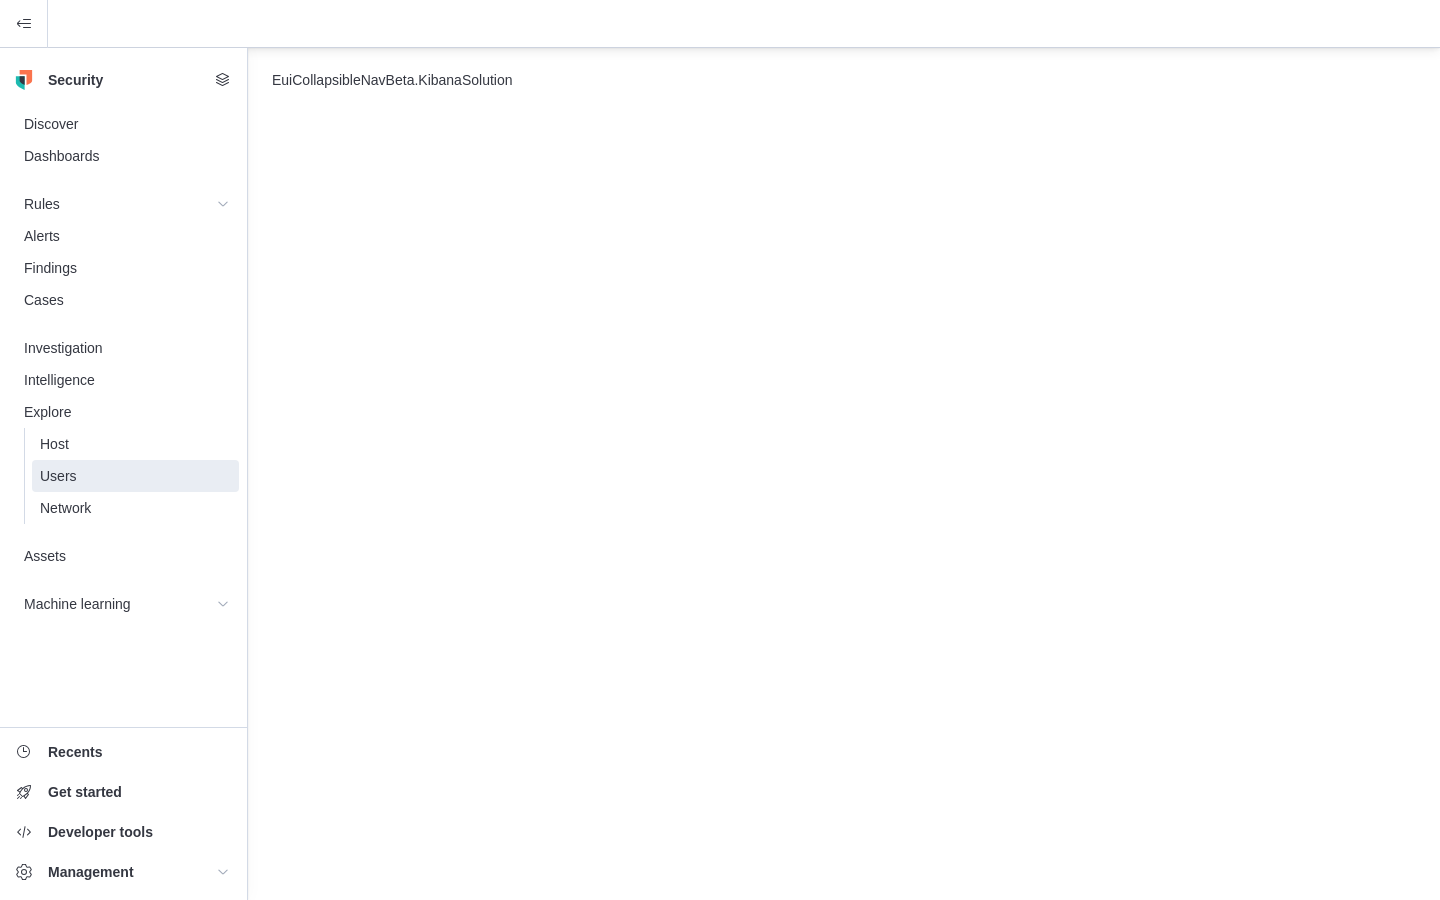 Security
EuiCollapsibleNavBeta.KibanaSolution
Discover
Dashboards
Rules
Alerts
Findings
Cases
Investigation
Intelligence
Explore
Host
Users
Network
Assets
Machine learning
Recents
Get started
Developer tools
Management